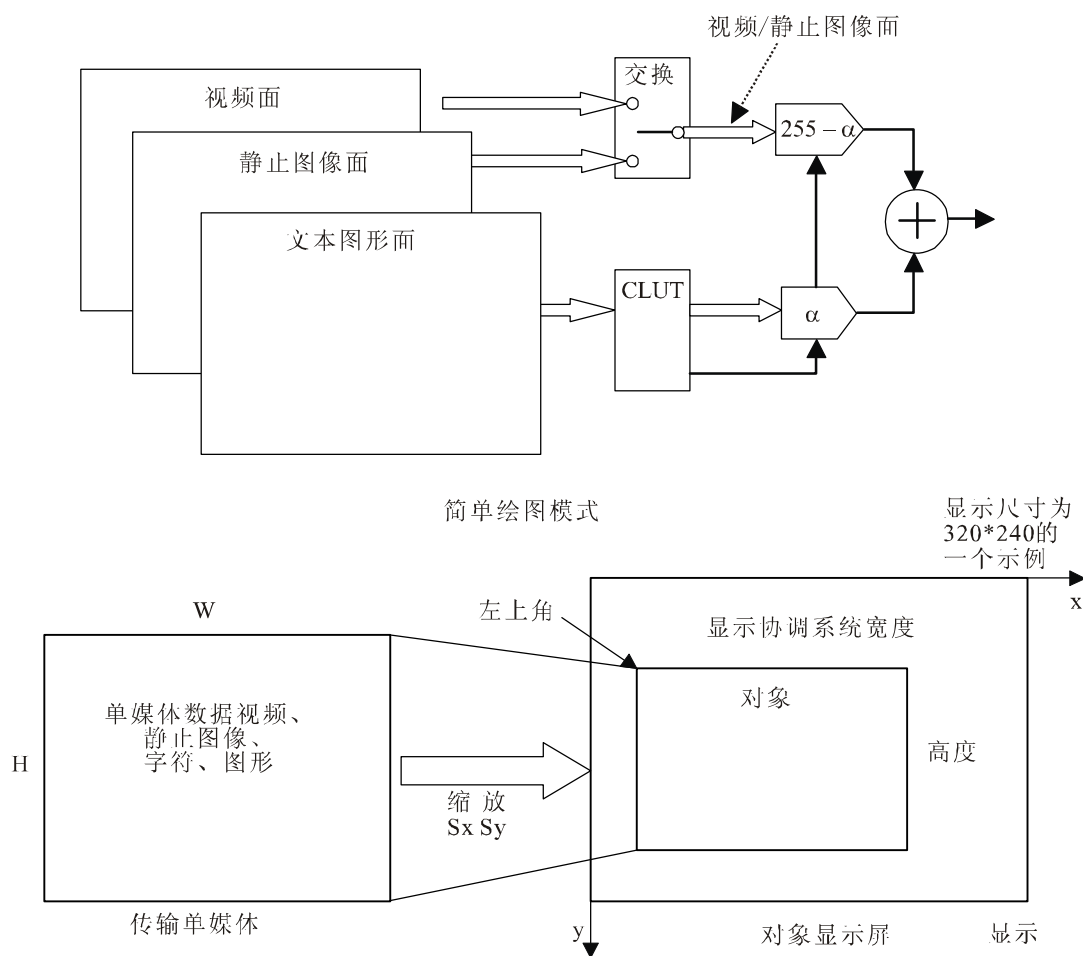 视频/静止图像面
视频面
交换
静止图像面
255 – α
文本图形面
CLUT
α
简单绘图模式
显示尺寸为
320*240的
一个示例
x
W
左上角
显示协调系统宽度
对象
单媒体数据视频、
静止图像、
字符、图形
H
高度
缩 放
Sx Sy
传输单媒体
y
对象显示屏
显示